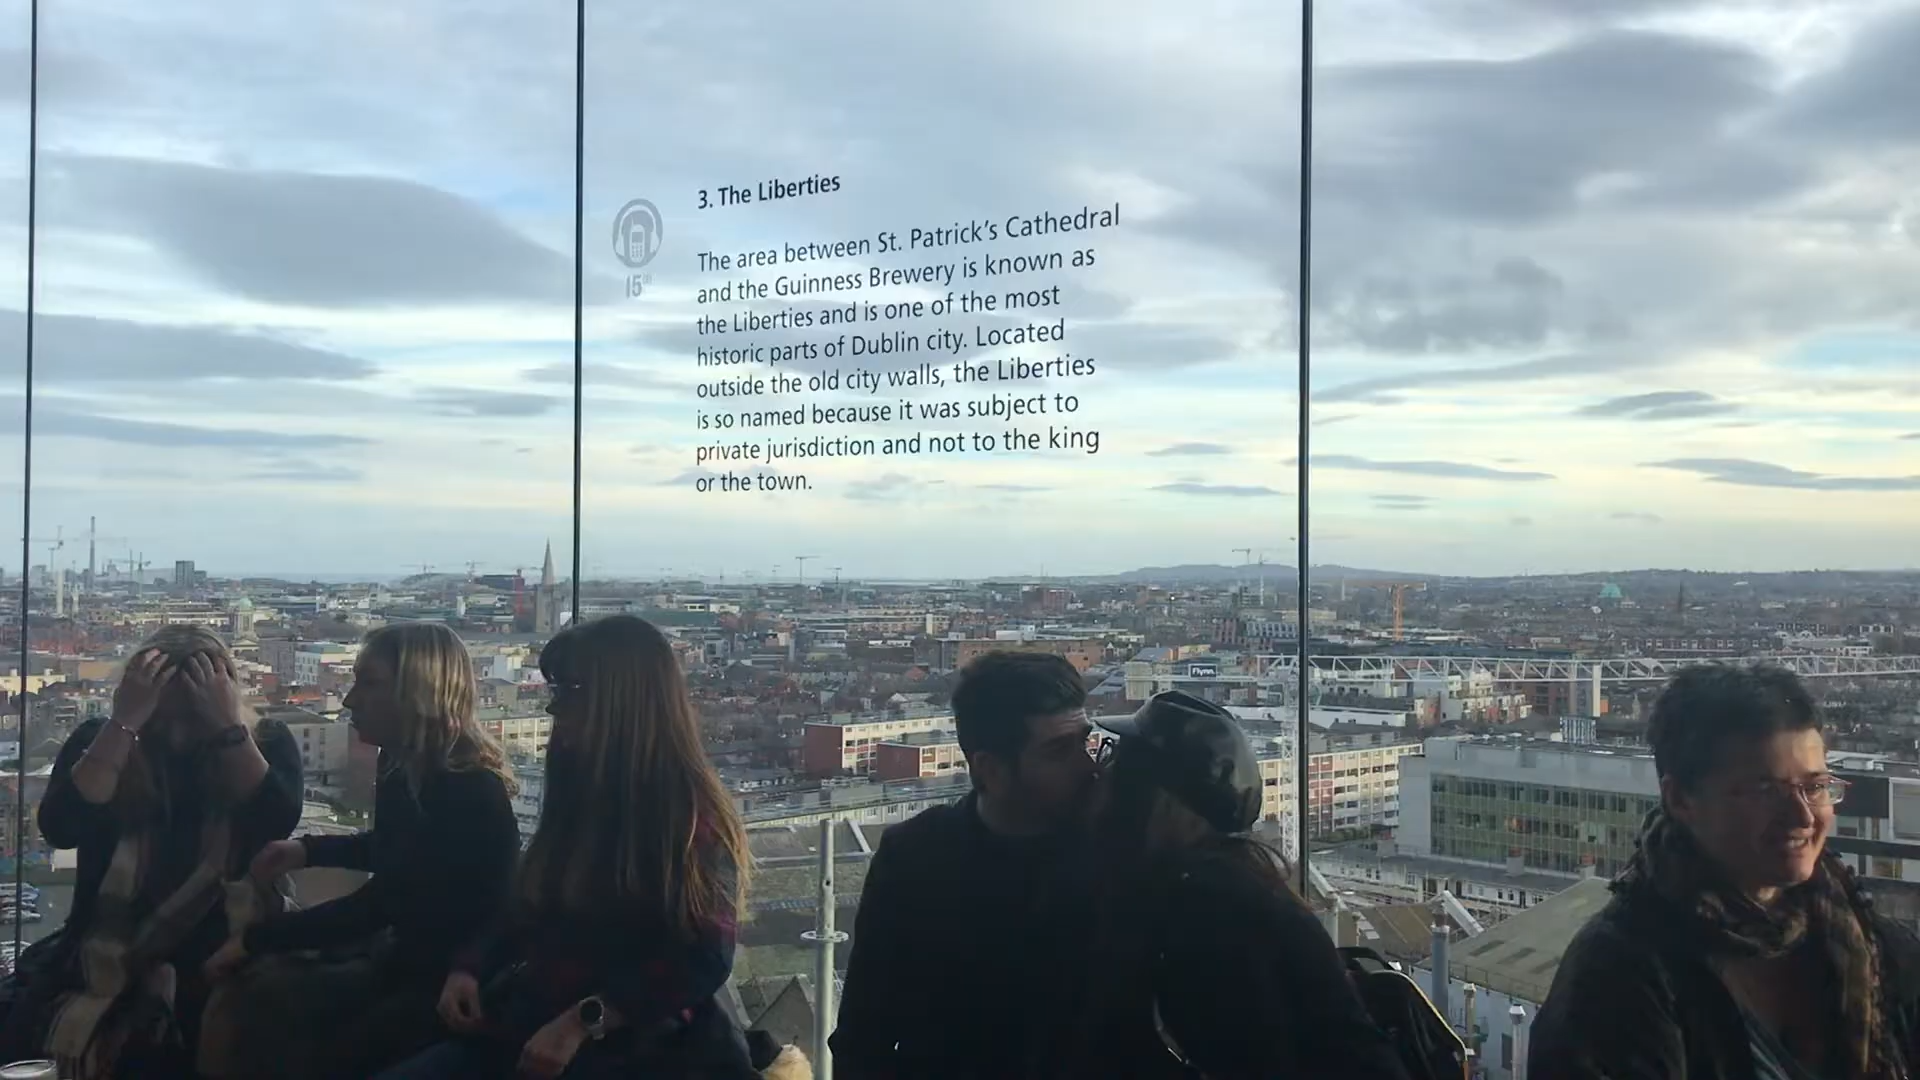 3. The Liberties
15
The area between St. Patrick's Cathedral
and the Guinness Brewery is known as
the Liberties and is one of the most
historic parts of Dublin city. Located
outside the old city walls, the Liberties
is so named because it was subject to
private jurisdiction and not to the king
or the town.
Flynn